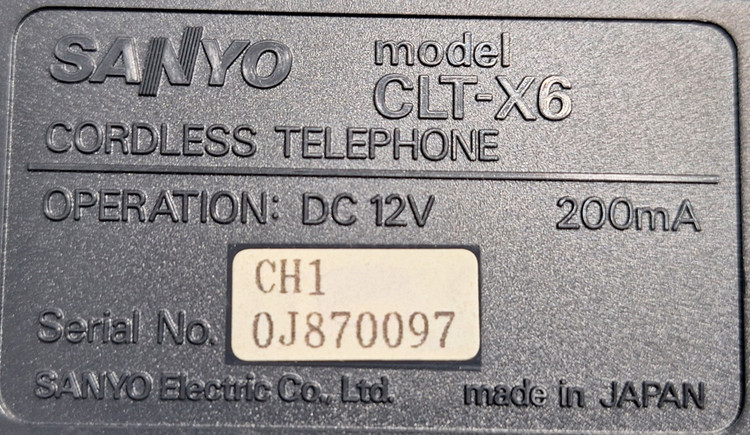 SANYO model
CLT-X6
CORDLESS TELEPHONE
OPERATION: DC 12V 200mA
CH1
Serial No. 0J870097
SANYO Electric Co., Ltd. made in JAPAN